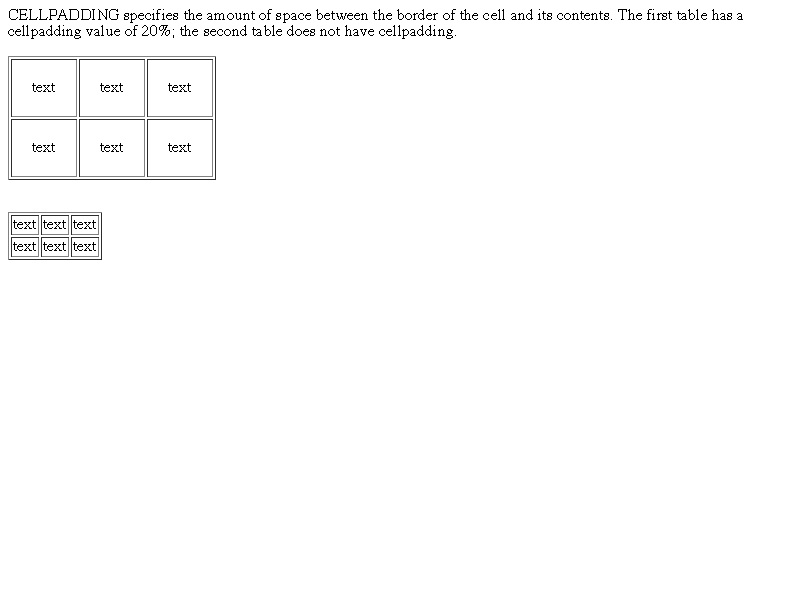 CELLPADDING specifies the amount of space between the border of the cell and its contents. The first table has a
cellpadding value of 20%; the second table does not have cellpadding.
text text text
text text text
text text text
text text text